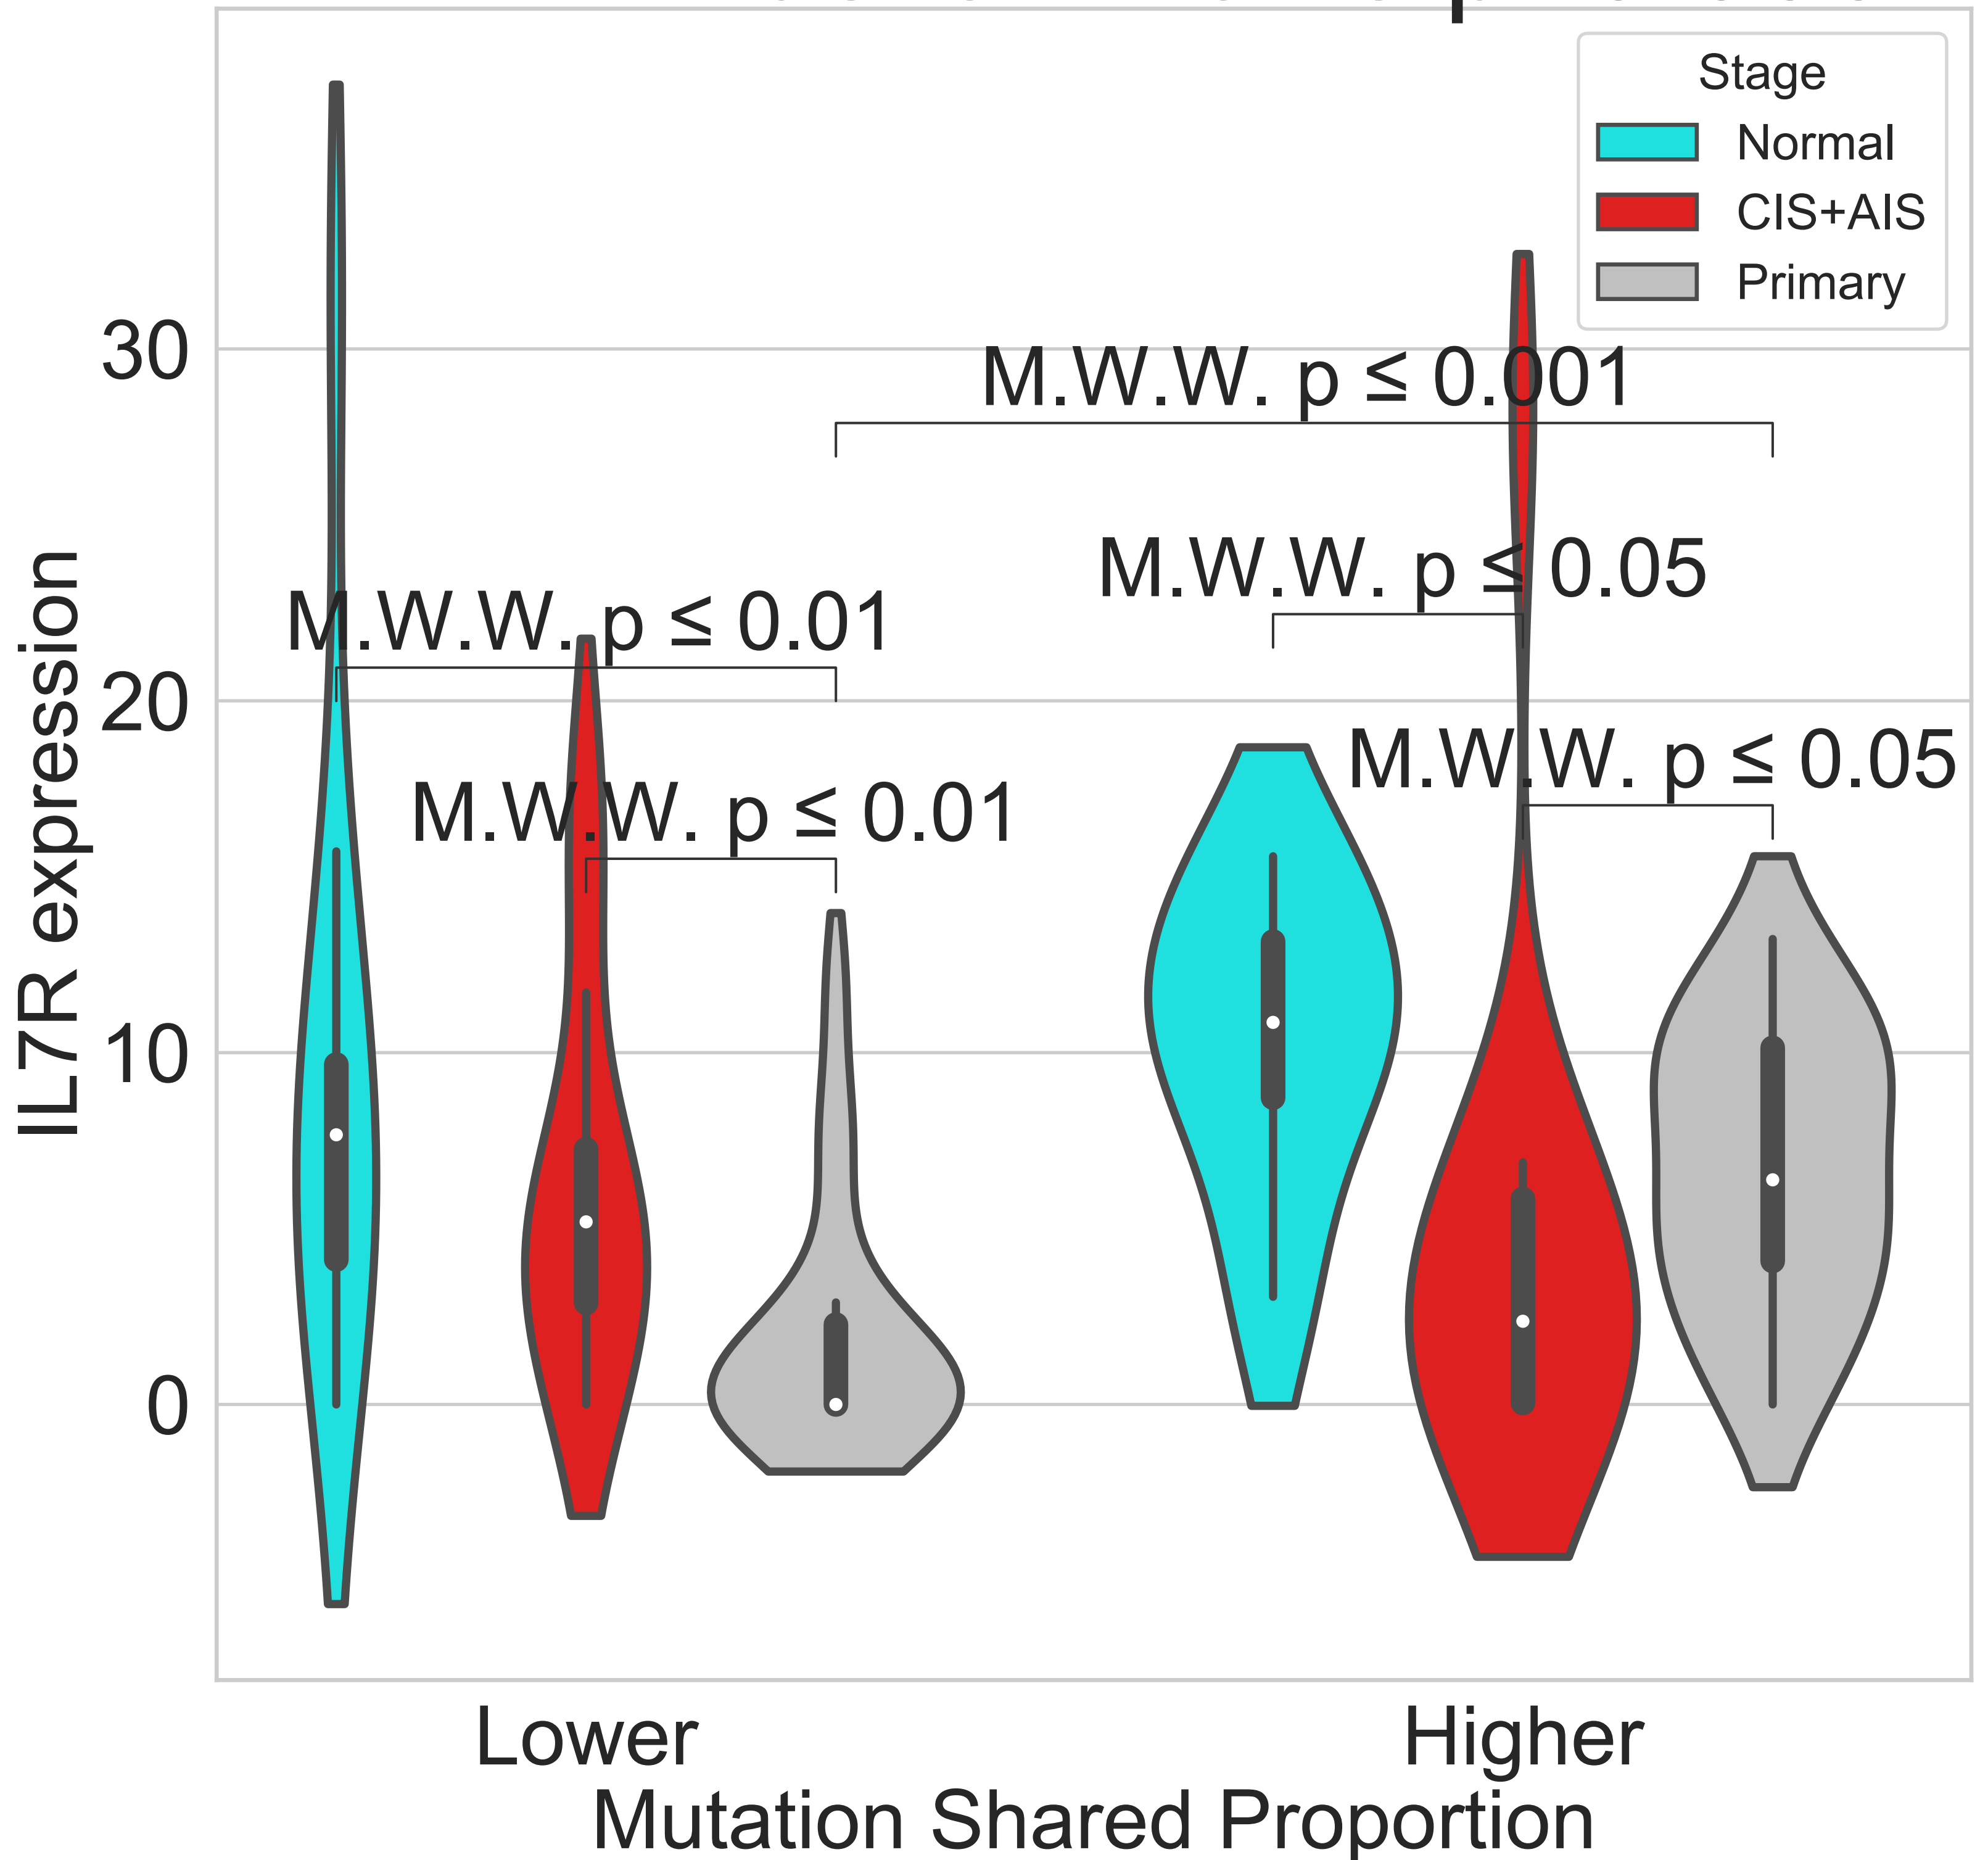 Stage
Normal
CIS+AIS
Primary
30
20
10
0
IL7R expression
M.W.W. p ≤ 0.001
M.W.W. p ≤ 0.05
M.W.W. p ≤ 0.01
M.W.W. p ≤ 0.05
M.W.W. p ≤ 0.01
Lower
Higher
Mutation Shared Proportion